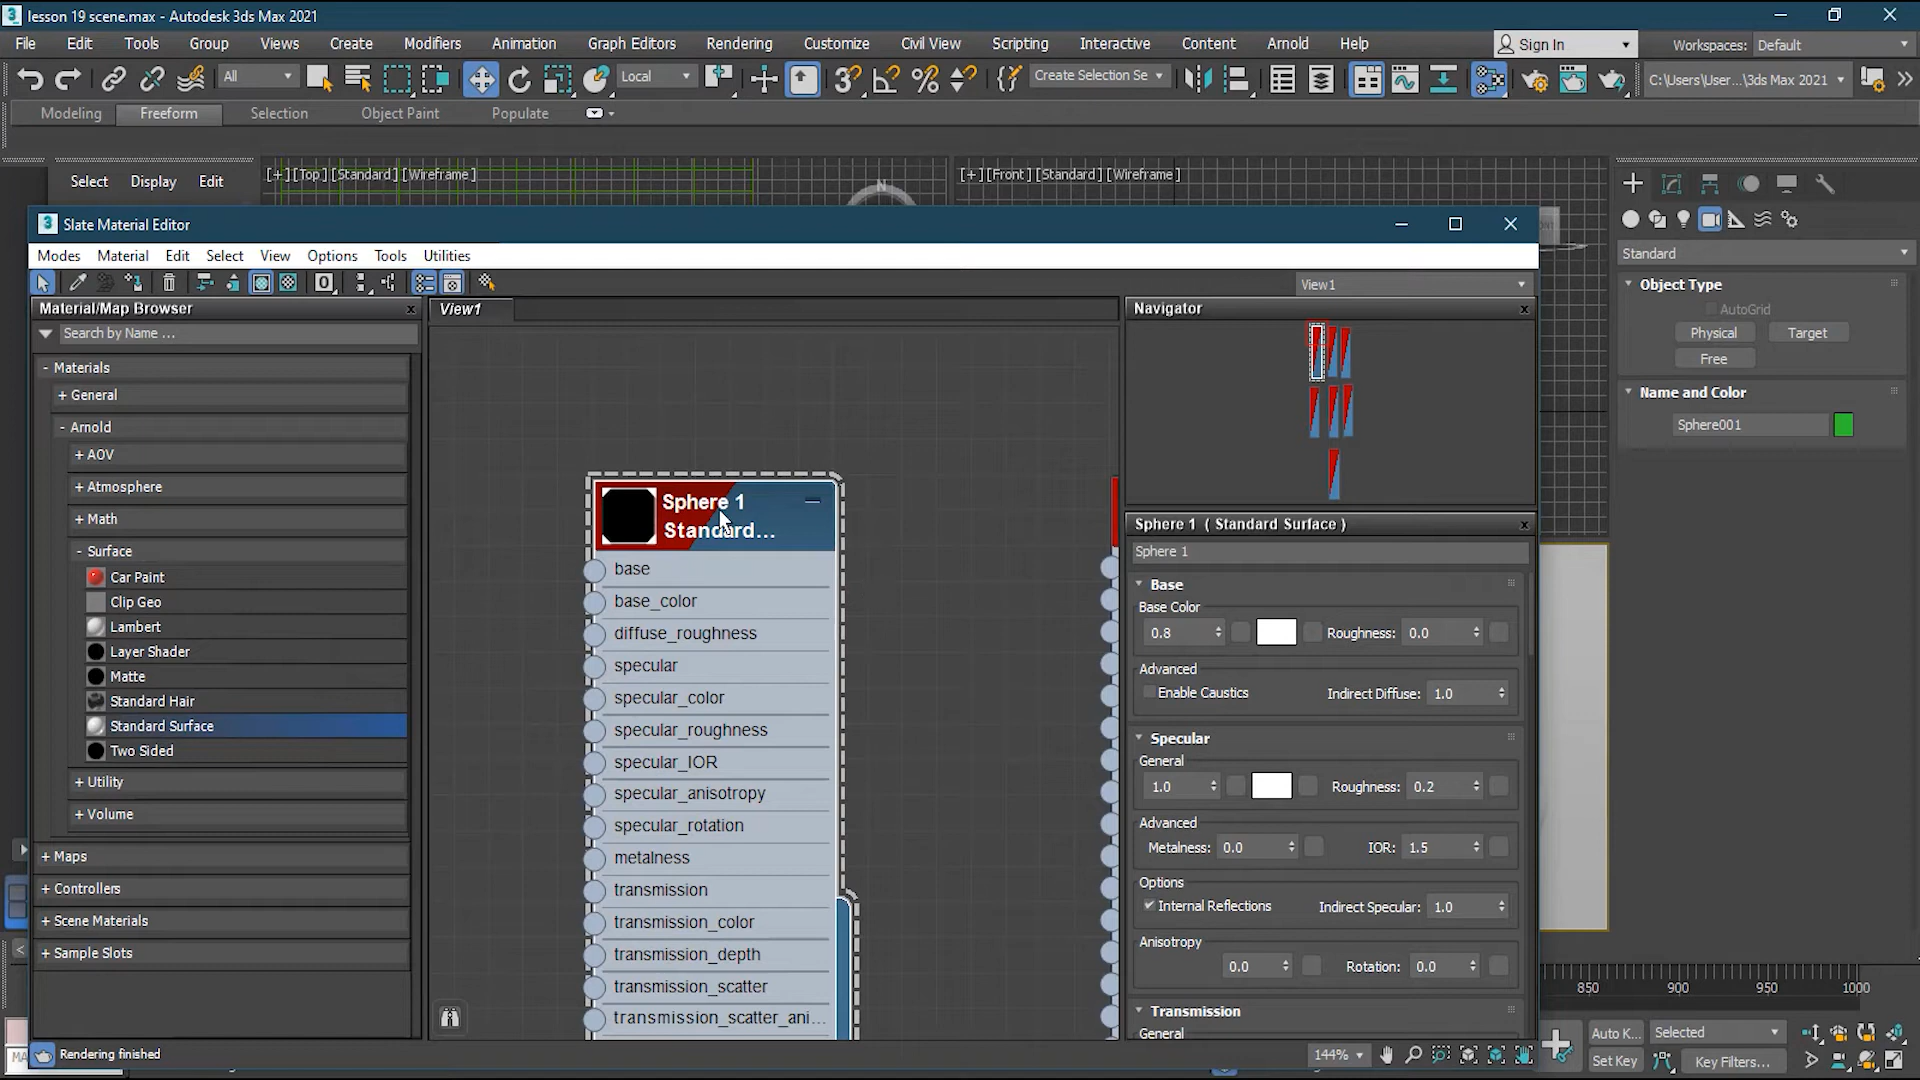 lesson 19 scene.max - Autodesk 3ds Max 2021
File Edit Tools Group Views Create Modifiers Animation Graph Editors Rendering Customize Civil View Scripting Interactive Content Arnold Help Sign In Workspaces: Default
All Local Create Selection Se C:\Users\User...\3ds Max 2021
Modeling Freeform Selection Object Paint Populate
Select Display Edit [+][Top][Standard][Wireframe] [+][Front][Standard][Wireframe]
N
Slate Material Editor
Modes Material Edit Select View Options Tools Utilities
View1
Material/Map Browser
Search by Name ...
- Materials
+ General
- Arnold
+ AOV
+ Atmosphere
+ Math
- Surface
Car Paint
Clip Geo
Lambert
Layer Shader
Matte
Standard Hair
Standard Surface
Two Sided
+ Utility
+ Volume
+ Maps
+ Controllers
+ Scene Materials
+ Sample Slots
View1
Sphere 1
Standard...
base
base_color
diffuse_roughness
specular
specular_color
specular_roughness
specular_IOR
specular_anisotropy
specular_rotation
metalness
transmission
transmission_color
transmission_depth
transmission_scatter
transmission_scatter_ani...
Navigator
Sphere 1 ( Standard Surface )
Sphere 1
Base
Base Color
0.8 Roughness: 0.0
Advanced
Enable Caustics Indirect Diffuse: 1.0
Specular
General
1.0 Roughness: 0.2
Advanced
Metalness: 0.0 IOR: 1.5
Options
Internal Reflections Indirect Specular: 1.0
Anisotropy
0.0 Rotation: 0.0
Transmission
General
Standard
Object Type
AutoGrid
Physical Target
Free
Name and Color
Sphere001
850 900 950 1000
Auto K... Selected
Set Key Key Filters...
Rendering finished
144%